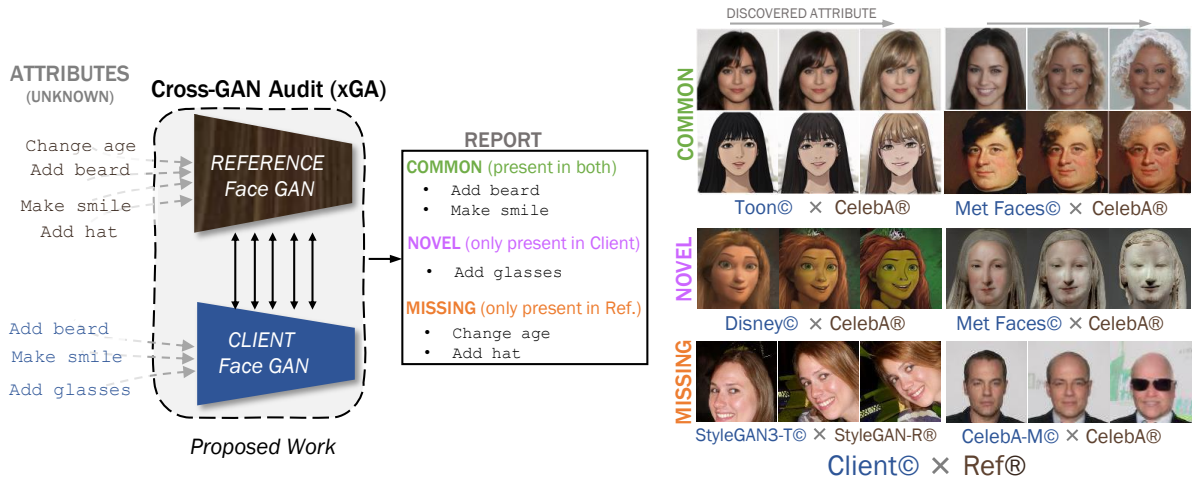 ATTRIBUTES
(UNKNOWN)
Change age
Add beard
Make smile
Add hat
Add beard
Make smile
Add glasses
Cross-GAN Audit (xGA)
REFERENCE
Face GAN
CLIENT
Face GAN
Proposed Work
REPORT
COMMON (present in both)
• Add beard
• Make smile
NOVEL (only present in Client)
• Add glasses
MISSING (only present in Ref.)
• Change age
• Add hat
DISCOVERED ATTRIBUTE
COMMON
Toon© × CelebA®
Met Faces© × CelebA®
NOVEL
Disney© × CelebA®
Met Faces© × CelebA®
MISSING
StyleGAN3-T© × StyleGAN-R®
CelebA-M© × CelebA®
Client© × Ref®